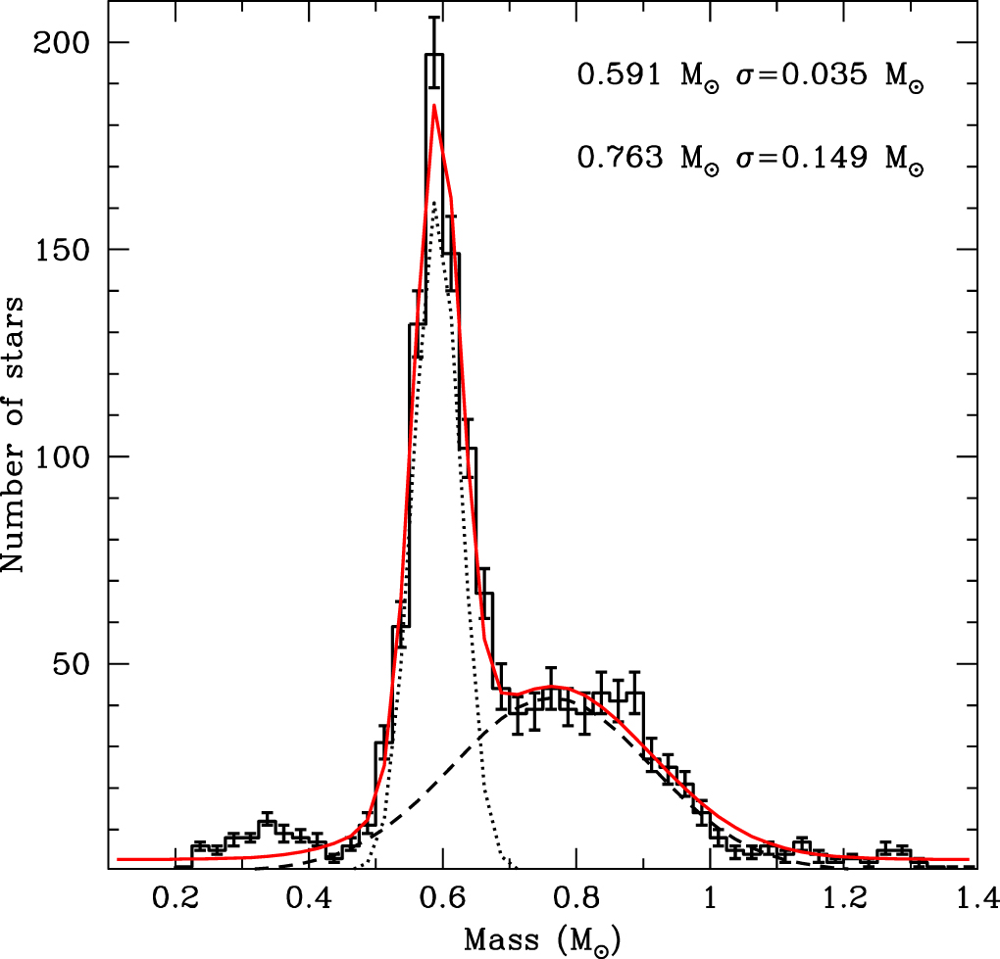 200
150
100
50
0.591 M⊙ σ=0.035 M⊙
0.763 M⊙ σ=0.149 M⊙
Number of stars
0.2 0.4 0.6 0.8 1 1.2 1.4
Mass (M⊙)